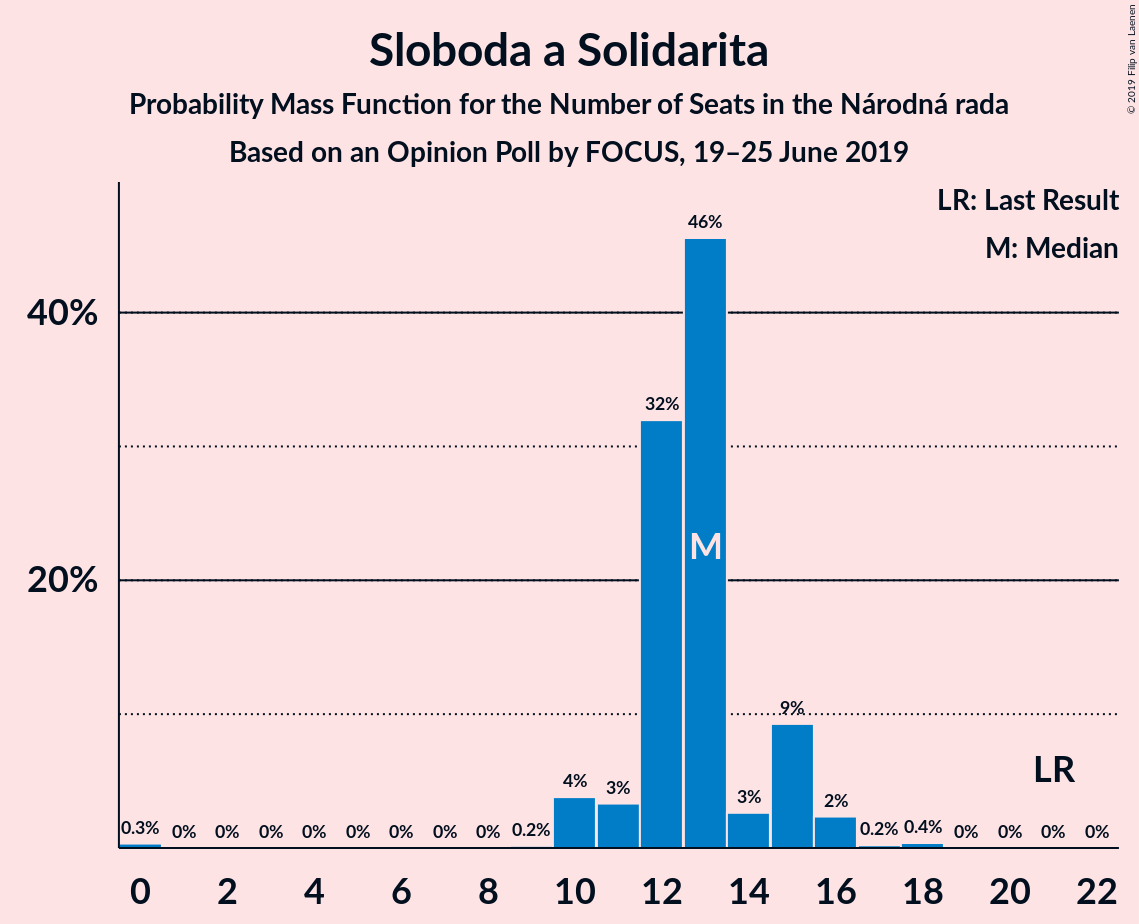 Sloboda a Solidarita
Probability Mass Function for the Number of Seats in the Národná rada
Based on an Opinion Poll by FOCUS, 19–25 June 2019
© 2019 Filip van Laenen
LR: Last Result
M: Median
46%
40%
32%
M
20%
9%
LR
4%
3%
3%
2%
0.3%
0%
0%
0%
0%
0%
0%
0%
0%
0.2%
0.2%
0.4%
0%
0%
0%
0%
0 2 4 6 8 10 12 14 16 18 20 22